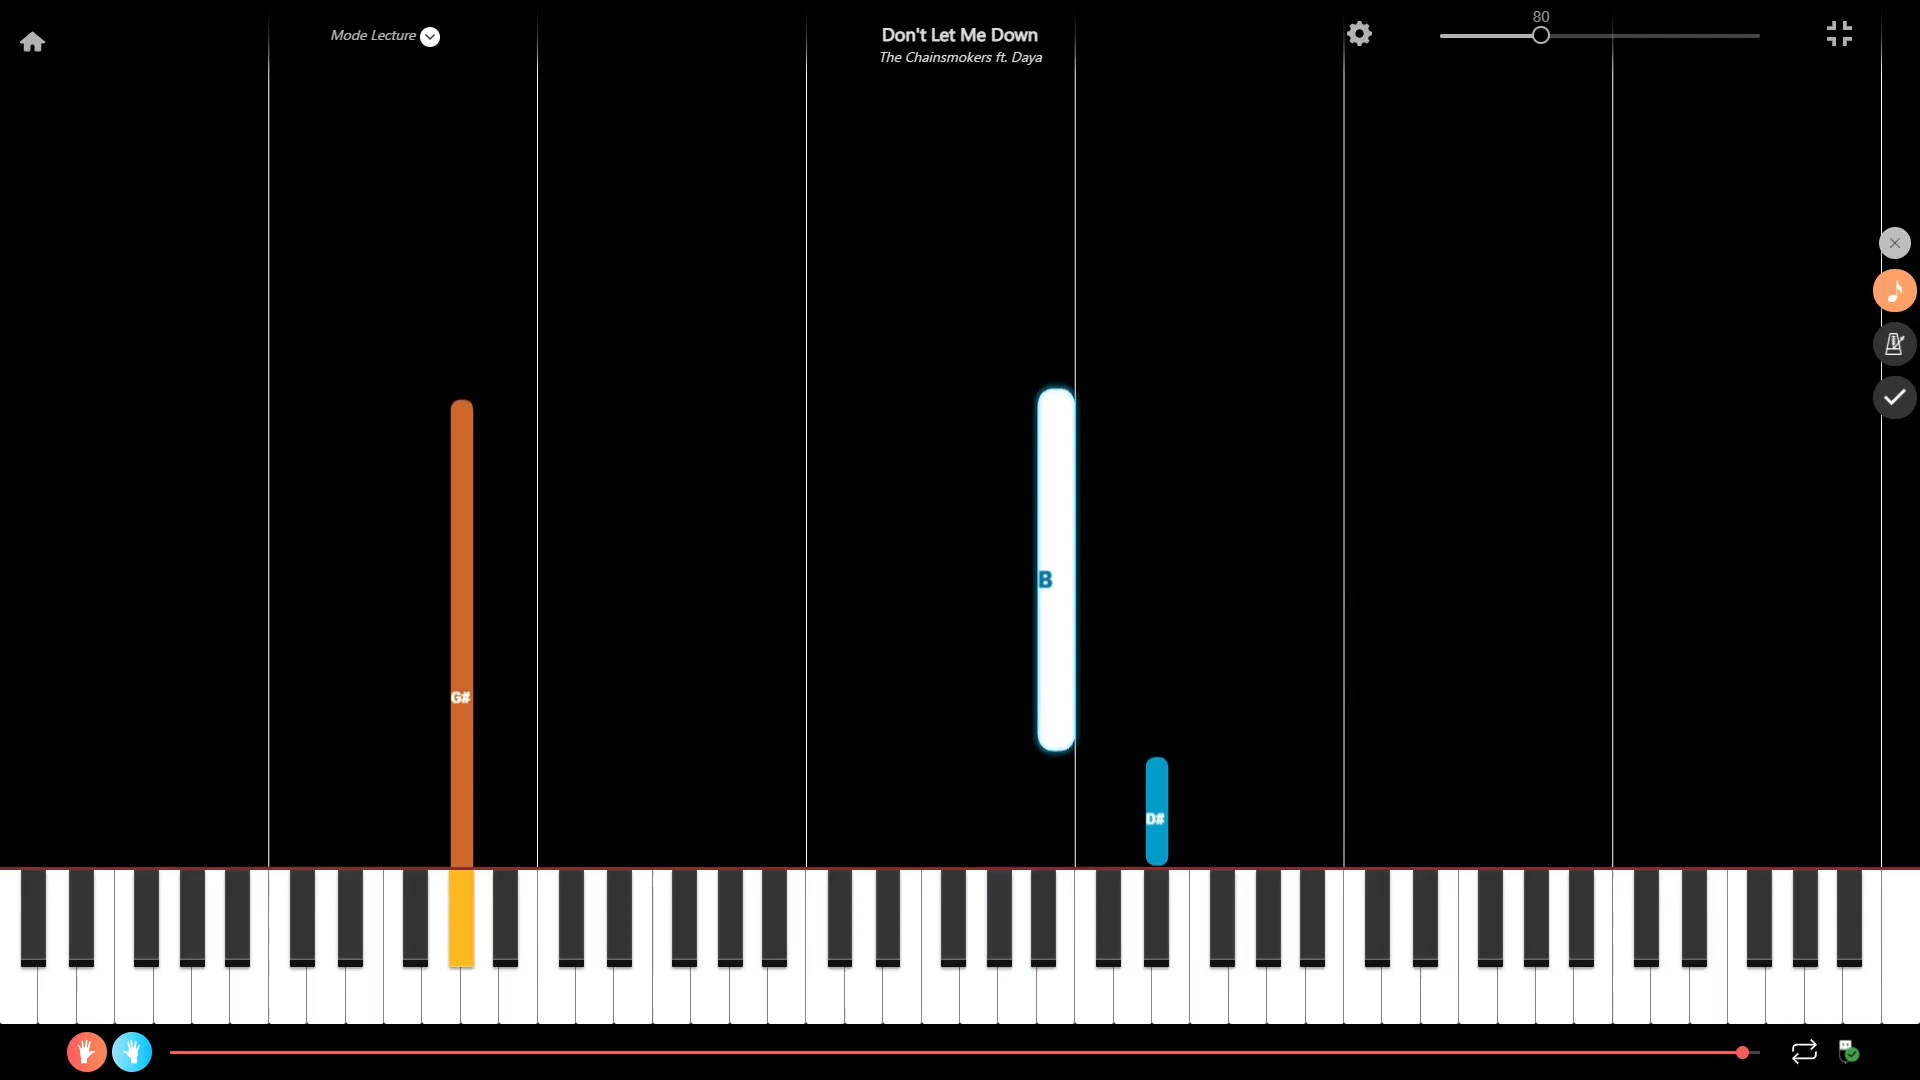 Mode Lecture
Don't Let Me Down
The Chainsmokers ft. Daya
80
B
G#
D#